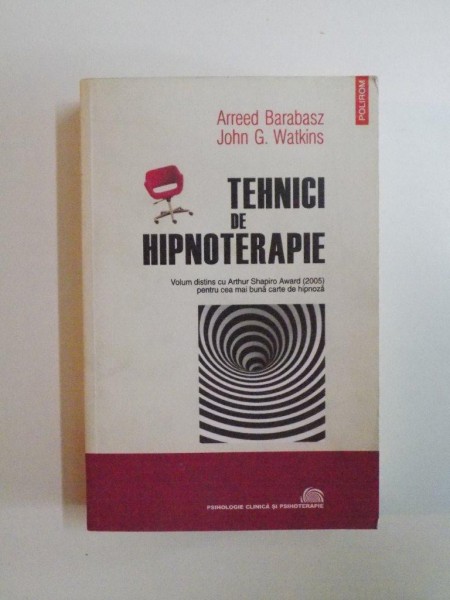 POLIROM
Arreed Barabasz
John G. Watkins
TEHNICI
DE
HIPNOTERAPIE
Volum distins cu Arthur Shapiro Award (2005)
pentru cea mai bună carte de hipnoză
PSIHOLOGIE CLINICĂ ȘI PSIHOTERAPIE